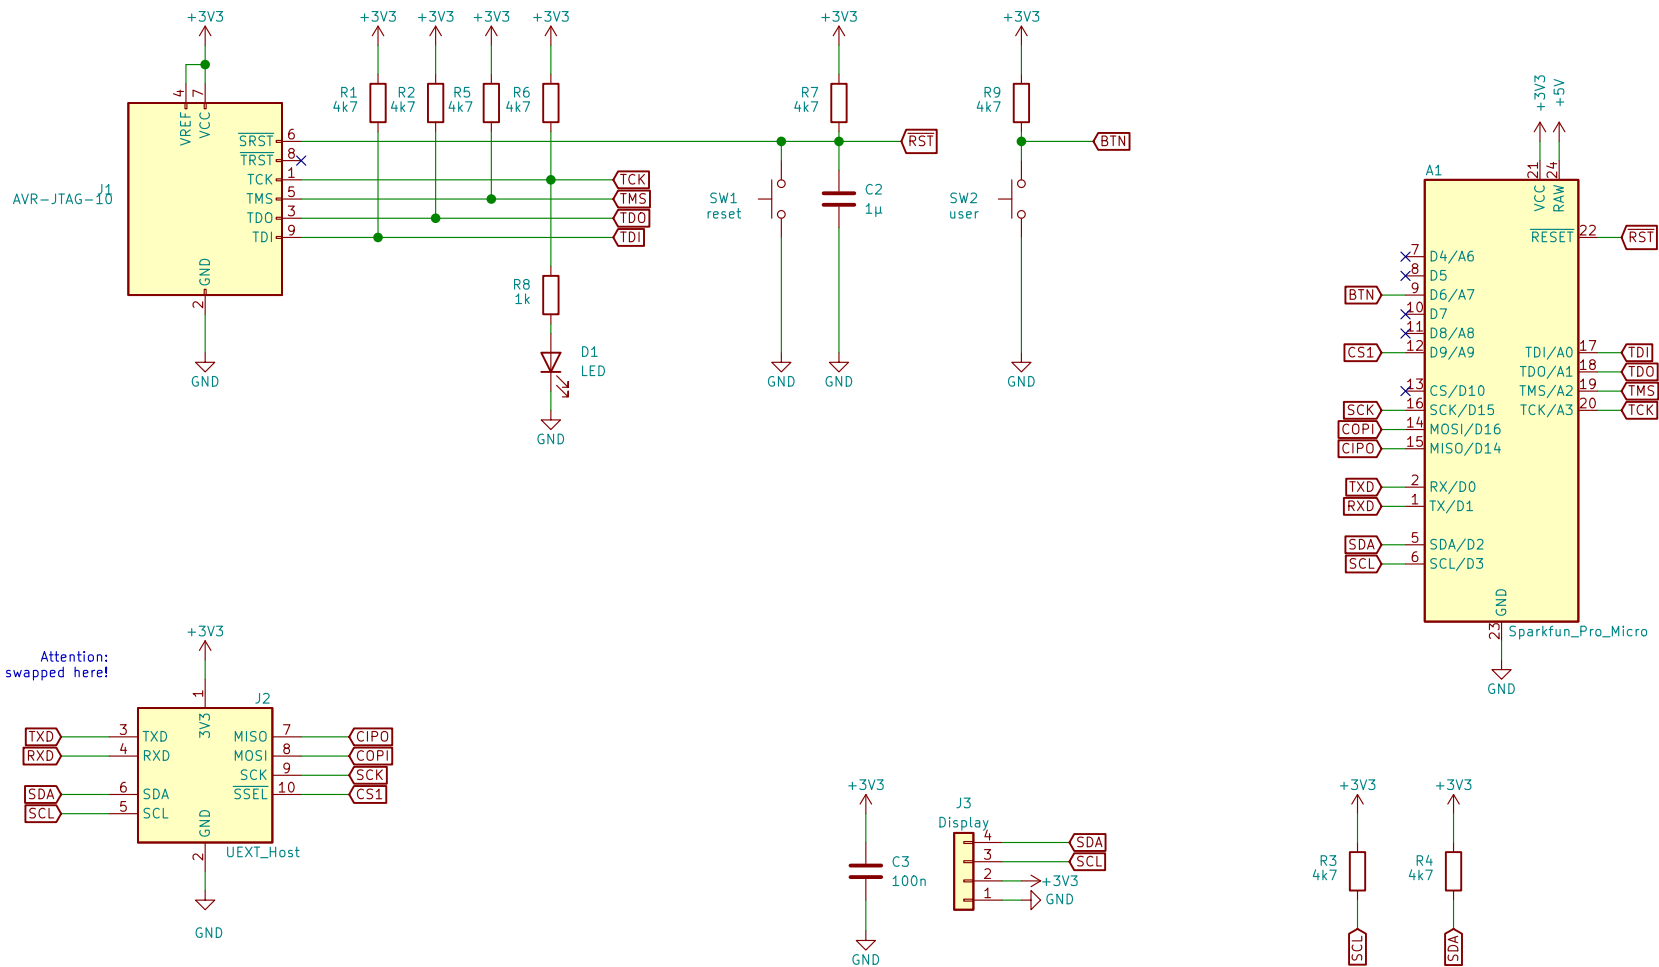 +3V3
+3V3
+3V3
+3V3
+3V3
+3V3
+3V3
4
7
VREF
VCC
J1
AVR-JTAG-10
SRST
6
TRST
8
TCK
1
TMS
5
TDO
3
TDI
9
GND
2
GND
R1
4k7
R2
4k7
R5
4k7
R6
4k7
TCK
TMS
TDO
TDI
R8
1k
D1
LED
GND
R7
4k7
RST
SW1
reset
C2
1µ
GND
GND
R9
4k7
BTN
SW2
user
GND
+3V3
+5V
A1
21
24
VCC
RAW
RESET
22
RST
7
D4/A6
8
D5
BTN
9
D6/A7
10
D7
11
D8/A8
CS1
12
D9/A9
TDI/A0
17
TDI
TDO/A1
18
TDO
13
CS/D10
TMS/A2
19
TMS
SCK
16
SCK/D15
TCK/A3
20
TCK
COPI
14
MOSI/D16
CIPO
15
MISO/D14
TXD
2
RX/D0
RXD
1
TX/D1
SDA
5
SDA/D2
SCL
6
SCL/D3
GND
23
Sparkfun_Pro_Micro
GND
+3V3
Attention:
swapped here!
1
J2
3V3
TXD
3
TXD
MISO
7
CIPO
RXD
4
RXD
MOSI
8
COPI
SCK
9
SCK
SDA
6
SDA
SSEL
10
CS1
SCL
5
SCL
GND
2
UEXT_Host
GND
+3V3
C3
100n
GND
J3
Display
4
SDA
3
SCL
2
+3V3
1
GND
+3V3
R3
4k7
SCL
+3V3
R4
4k7
SDA